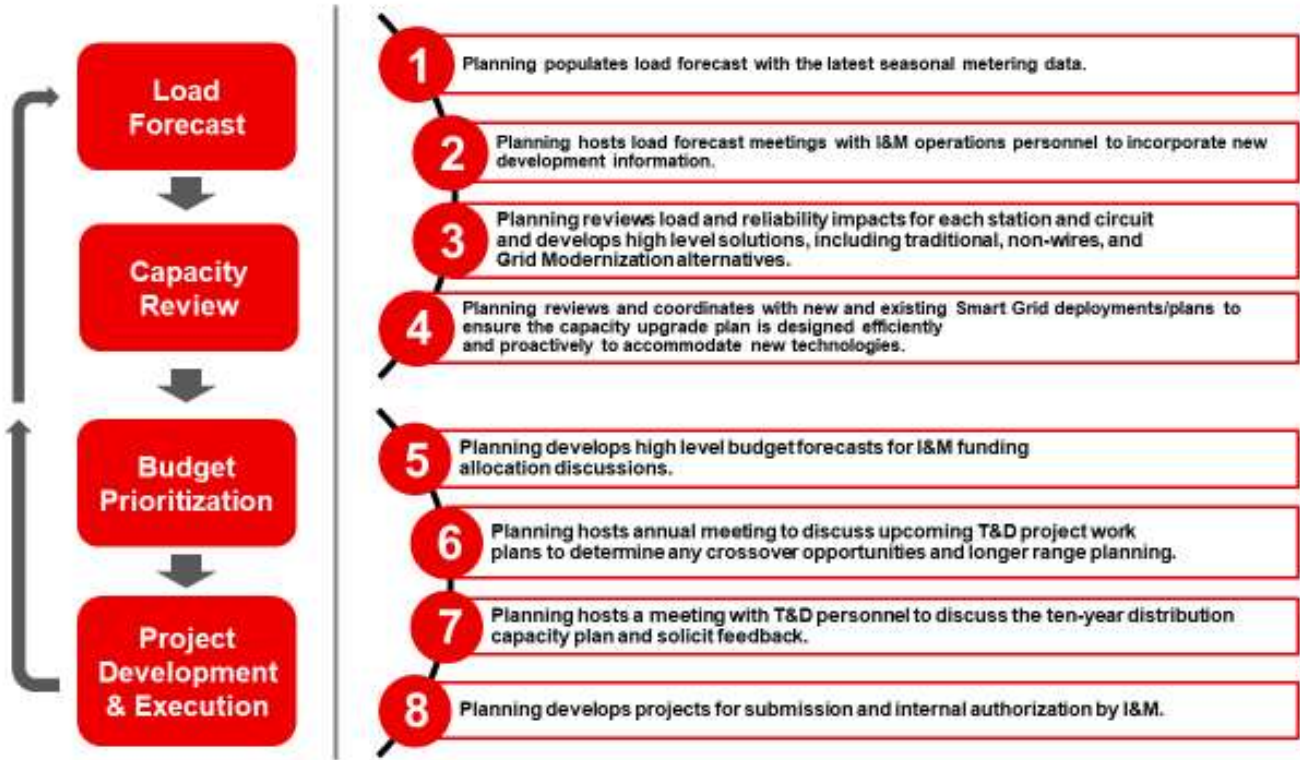 Load
Forecast
Capacity
Review
Budget
Prioritization
Project
Development
& Execution
1
Planning populates load forecast with the latest seasonal metering data.
2
Planning hosts load forecast meetings with I&M operations personnel to incorporate new
development information.
3
Planning reviews load and reliability impacts for each station and circuit
and develops high level solutions, including traditional, non-wires, and
Grid Modernization alternatives.
4
Planning reviews and coordinates with new and existing Smart Grid deployments/plans to
ensure the capacity upgrade plan is designed efficiently
and proactively to accommodate new technologies.
5
Planning develops high level budget forecasts for I&M funding
allocation discussions.
6
Planning hosts annual meeting to discuss upcoming T&D project work
plans to determine any crossover opportunities and longer range planning.
7
Planning hosts a meeting with T&D personnel to discuss the ten-year distribution
capacity plan and solicit feedback.
8
Planning develops projects for submission and internal authorization by I&M.